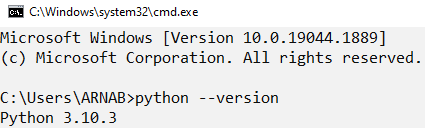 C:\Windows\system32\cmd.exe
Microsoft Windows [Version 10.0.19044.1889]
(c) Microsoft Corporation. All rights reserved.
C:\Users\ARNAB>python --version
Python 3.10.3